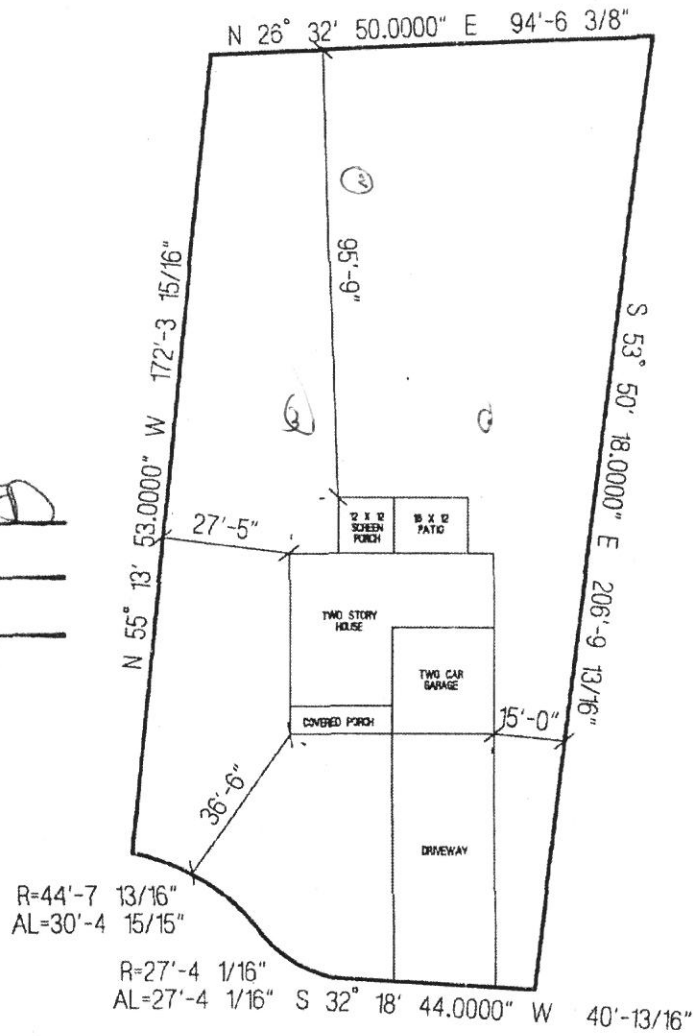 N 26° 32' 50.0000" E 94'-6 3/8"
95'-9"
N 55° 13' 53.0000" W 172'-3 15/16"
S 53° 50' 18.0000" E 206'-9 13/16"
27'-5"
12 X 12
SCREEN
PORCH
16 X 12
PATIO
TWO STORY
HOUSE
TWO CAR
GARAGE
COVERED PORCH
15'-0"
36'-6"
DRIVEWAY
R=44'-7 13/16"
AL=30'-4 15/15"
R=27'-4 1/16"
AL=27'-4 1/16"
S 32° 18' 44.0000" W 40'-13/16"